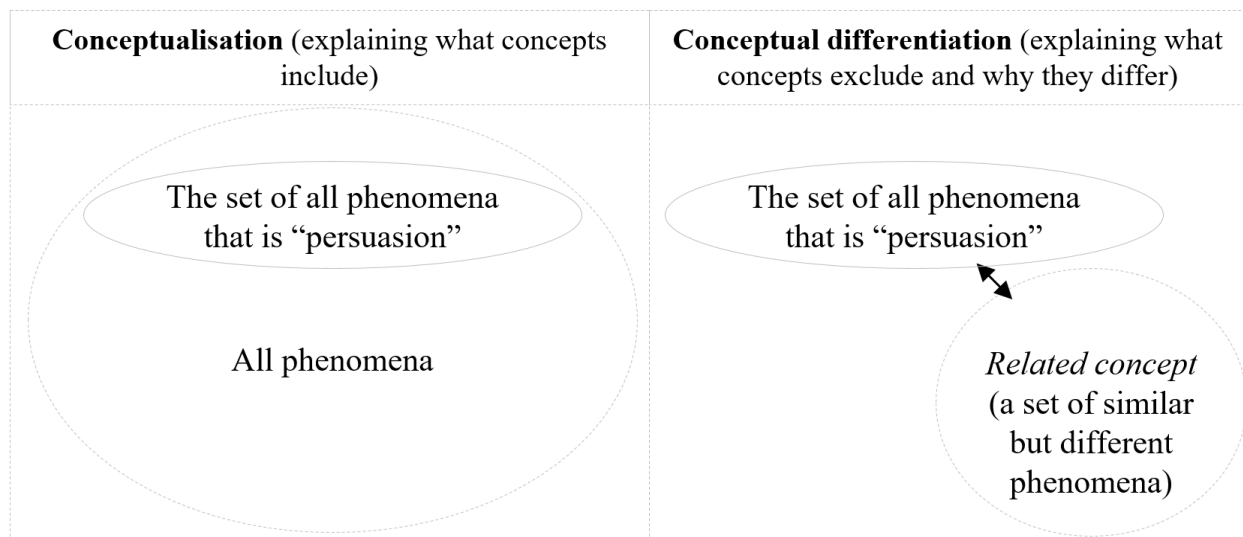 Conceptualisation (explaining what concepts
include)
Conceptual differentiation (explaining what
concepts exclude and why they differ)
The set of all phenomena
that is “persuasion”
All phenomena
The set of all phenomena
that is “persuasion”
Related concept
(a set of similar
but different
phenomena)